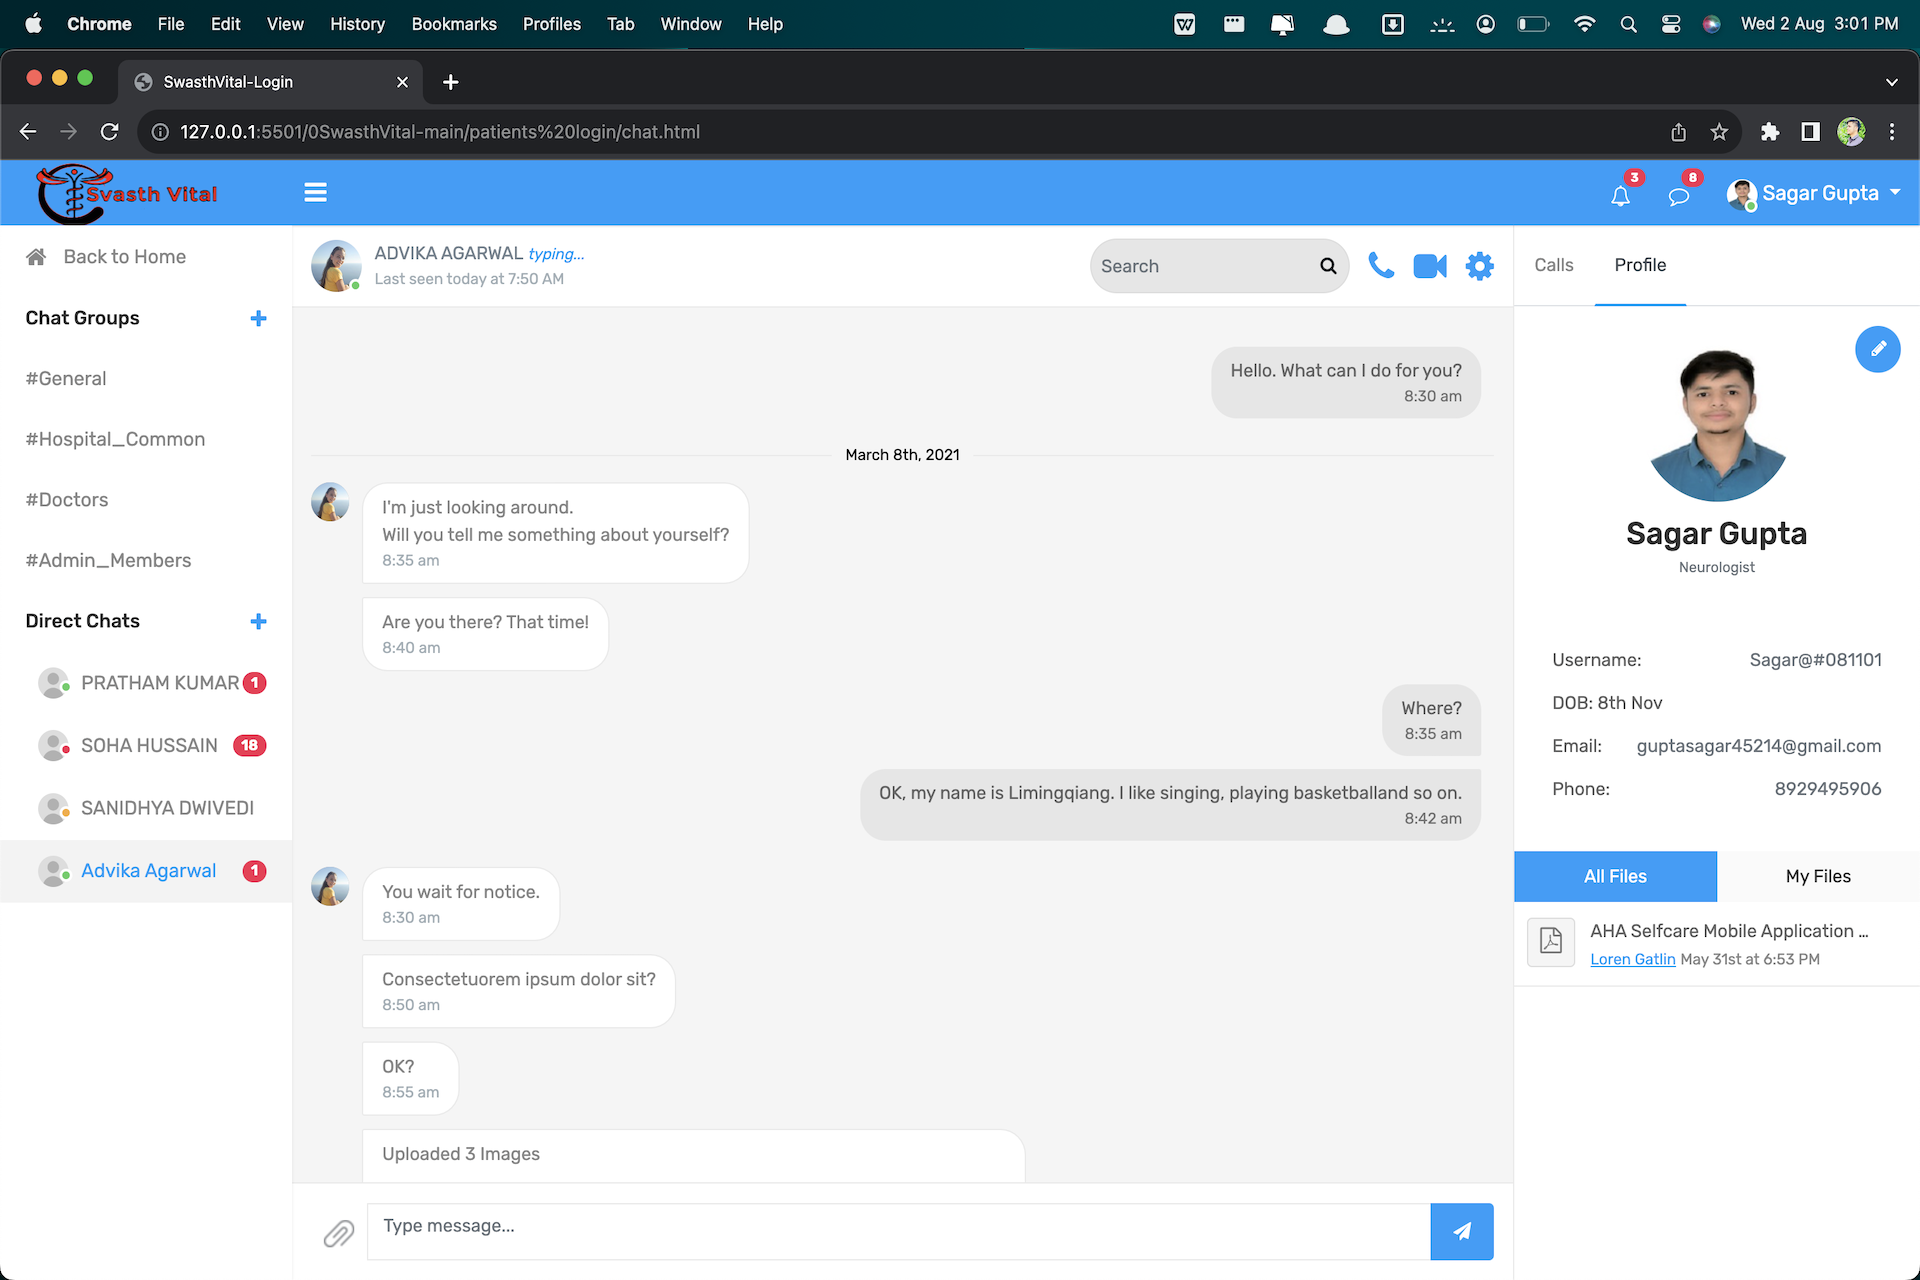 Chrome File Edit View History Bookmarks Profiles Tab Window Help Wed 2 Aug 3:01 PM
SwasthVital-Login
127.0.0.1:5501/0SwasthVital-main/patients%20login/chat.html
Svasth Vital
3
8
Sagar Gupta
Back to Home
Chat Groups
#General
#Hospital_Common
#Doctors
#Admin_Members
Direct Chats
PRATHAM KUMAR 1
SOHA HUSSAIN 18
SANIDHYA DWIVEDI
Advika Agarwal 1
ADVIKA AGARWAL typing...
Last seen today at 7:50 AM
Search
Hello. What can I do for you?
8:30 am
March 8th, 2021
I'm just looking around.
Will you tell me something about yourself?
8:35 am
Are you there? That time!
8:40 am
Where?
8:35 am
OK, my name is Limingqiang. I like singing, playing basketballand so on.
8:42 am
You wait for notice.
8:30 am
Consectetuorem ipsum dolor sit?
8:50 am
OK?
8:55 am
Uploaded 3 Images
Type message...
Calls Profile
Sagar Gupta
Neurologist
Username: Sagar@#081101
DOB: 8th Nov
Email: guptasagar45214@gmail.com
Phone: 8929495906
All Files My Files
AHA Selfcare Mobile Application ...
Loren Gatlin May 31st at 6:53 PM